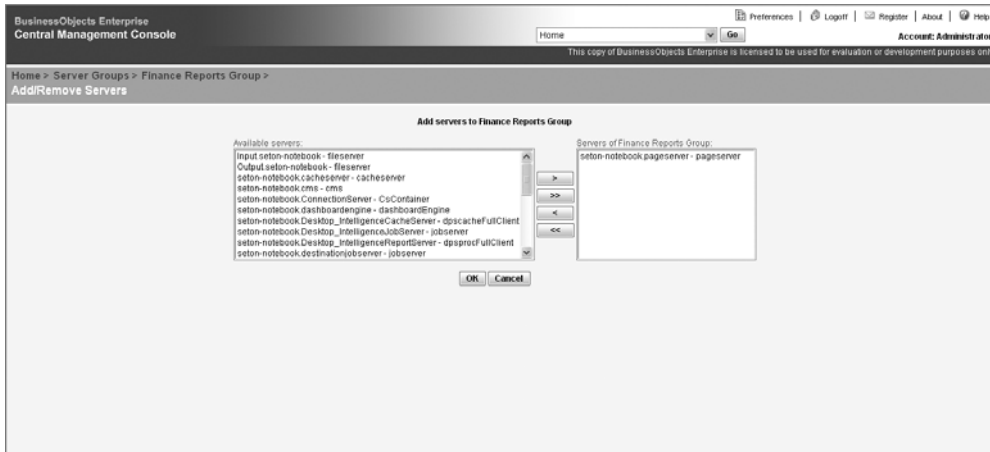 BusinessObjects Enterprise
Central Management Console
Preferences | Logoff | Register | About | Help
Home Go
Account: Administrator
This copy of BusinessObjects Enterprise is licensed to be used for evaluation or development purposes onl
Home > Server Groups > Finance Reports Group >
Add/Remove Servers
Add servers to Finance Reports Group
Available servers:
Input.seton-notebook - fileserver
Output.seton-notebook - fileserver
seton-notebook.cacheserver - cacheserver
seton-notebook.cms - cms
seton-notebook.ConnectionServer - CsContainer
seton-notebook.dashboardengine - dashboardEngine
seton-notebook.Desktop_IntelligenceCacheServer - dpscacheFullClient
seton-notebook.Desktop_IntelligenceJobServer - jobserver
seton-notebook.Desktop_IntelligenceReportServer - dpsprocFullClient
seton-notebook.destinationjobserver - jobserver
>
>>
<
<<
Servers of Finance Reports Group:
seton-notebook.pageserver - pageserver
OK Cancel